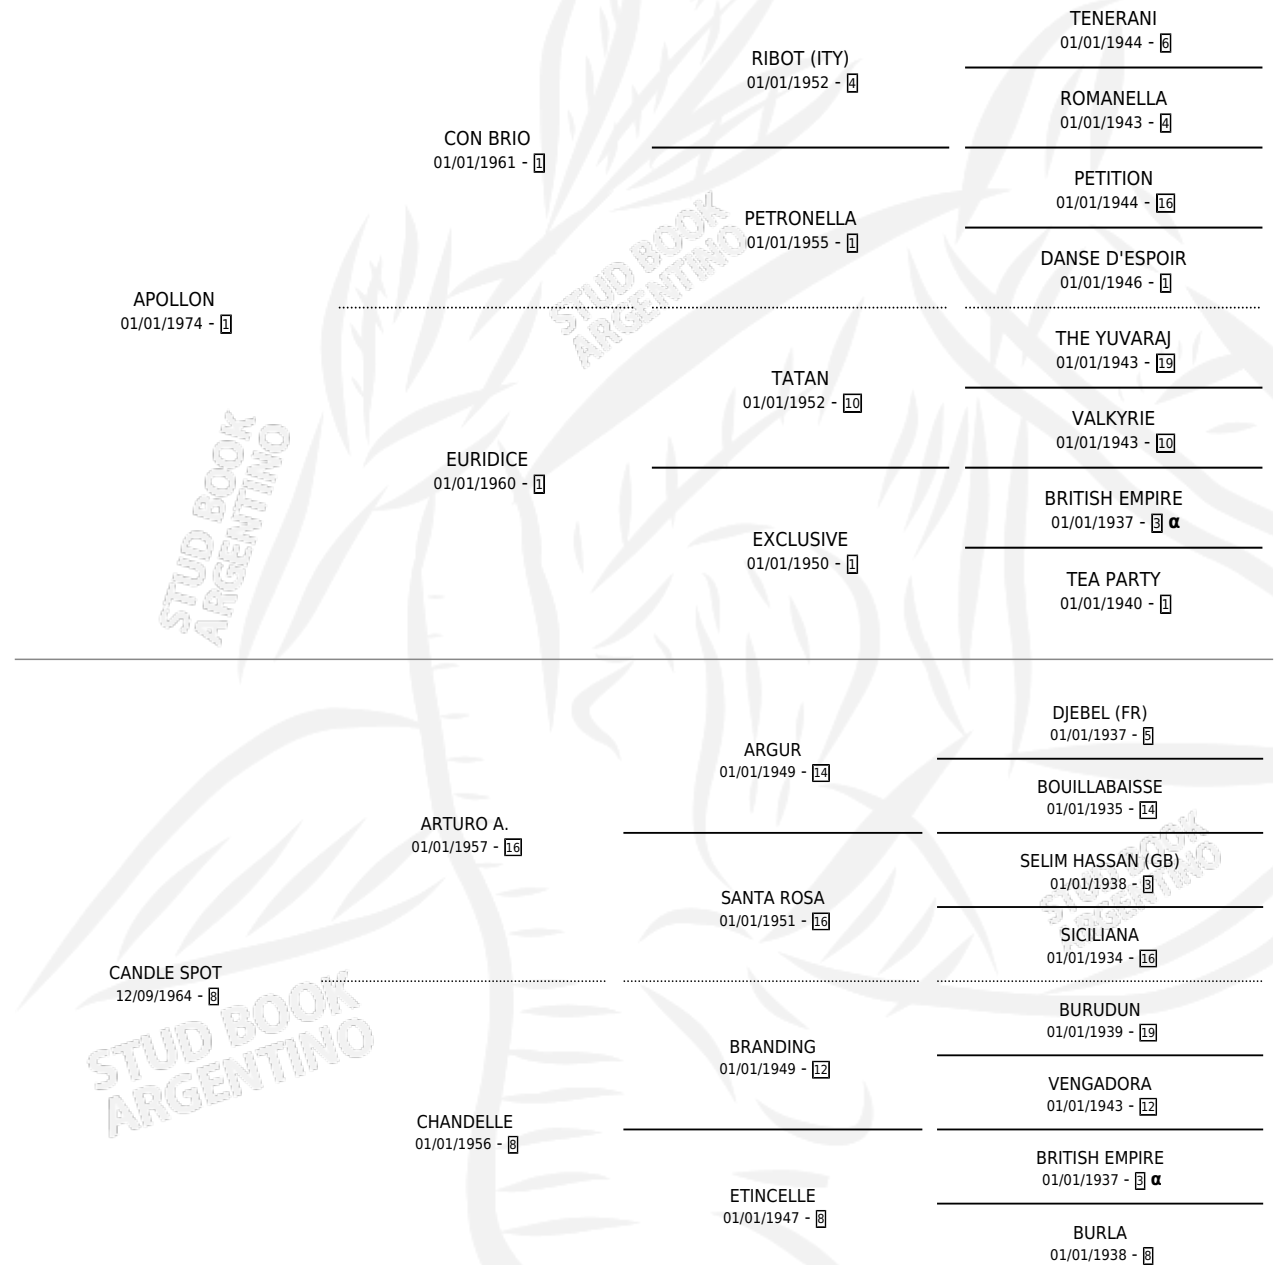 TENERANI
01/01/1944 - 6
RIBOT (ITY)
01/01/1952 - 4
ROMANELLA
01/01/1943 - 4
CON BRIO
01/01/1961 - 1
PETITION
01/01/1944 - 16
PETRONELLA
01/01/1955 - 1
DANSE D'ESPOIR
01/01/1946 - 1
STUD BOOK
ARGENTINO
APOLLON
01/01/1974 - 1
THE YUVARAJ
01/01/1943 - 19
TATAN
01/01/1952 - 10
VALKYRIE
01/01/1943 - 10
EURIDICE
01/01/1960 - 1
BRITISH EMPIRE
01/01/1937 - 3 α
EXCLUSIVE
01/01/1950 - 1
TEA PARTY
01/01/1940 - 1
STUD BOOK
ARGENTINO
DJEBEL (FR)
01/01/1937 - 5
ARGUR
01/01/1949 - 14
BOUILLABAISSE
01/01/1935 - 14
ARTURO A.
01/01/1957 - 16
SELIM HASSAN (GB)
01/01/1938 - 3
STUD BOOK
ARGENTINO
SANTA ROSA
01/01/1951 - 16
SICILIANA
01/01/1934 - 16
CANDLE SPOT
12/09/1964 - 8
STUD BOOK
ARGENTINO
BURUDUN
01/01/1939 - 19
BRANDING
01/01/1949 - 12
VENGADORA
01/01/1943 - 12
CHANDELLE
01/01/1956 - 8
BRITISH EMPIRE
01/01/1937 - 3 α
ETINCELLE
01/01/1947 - 8
BURLA
01/01/1938 - 8